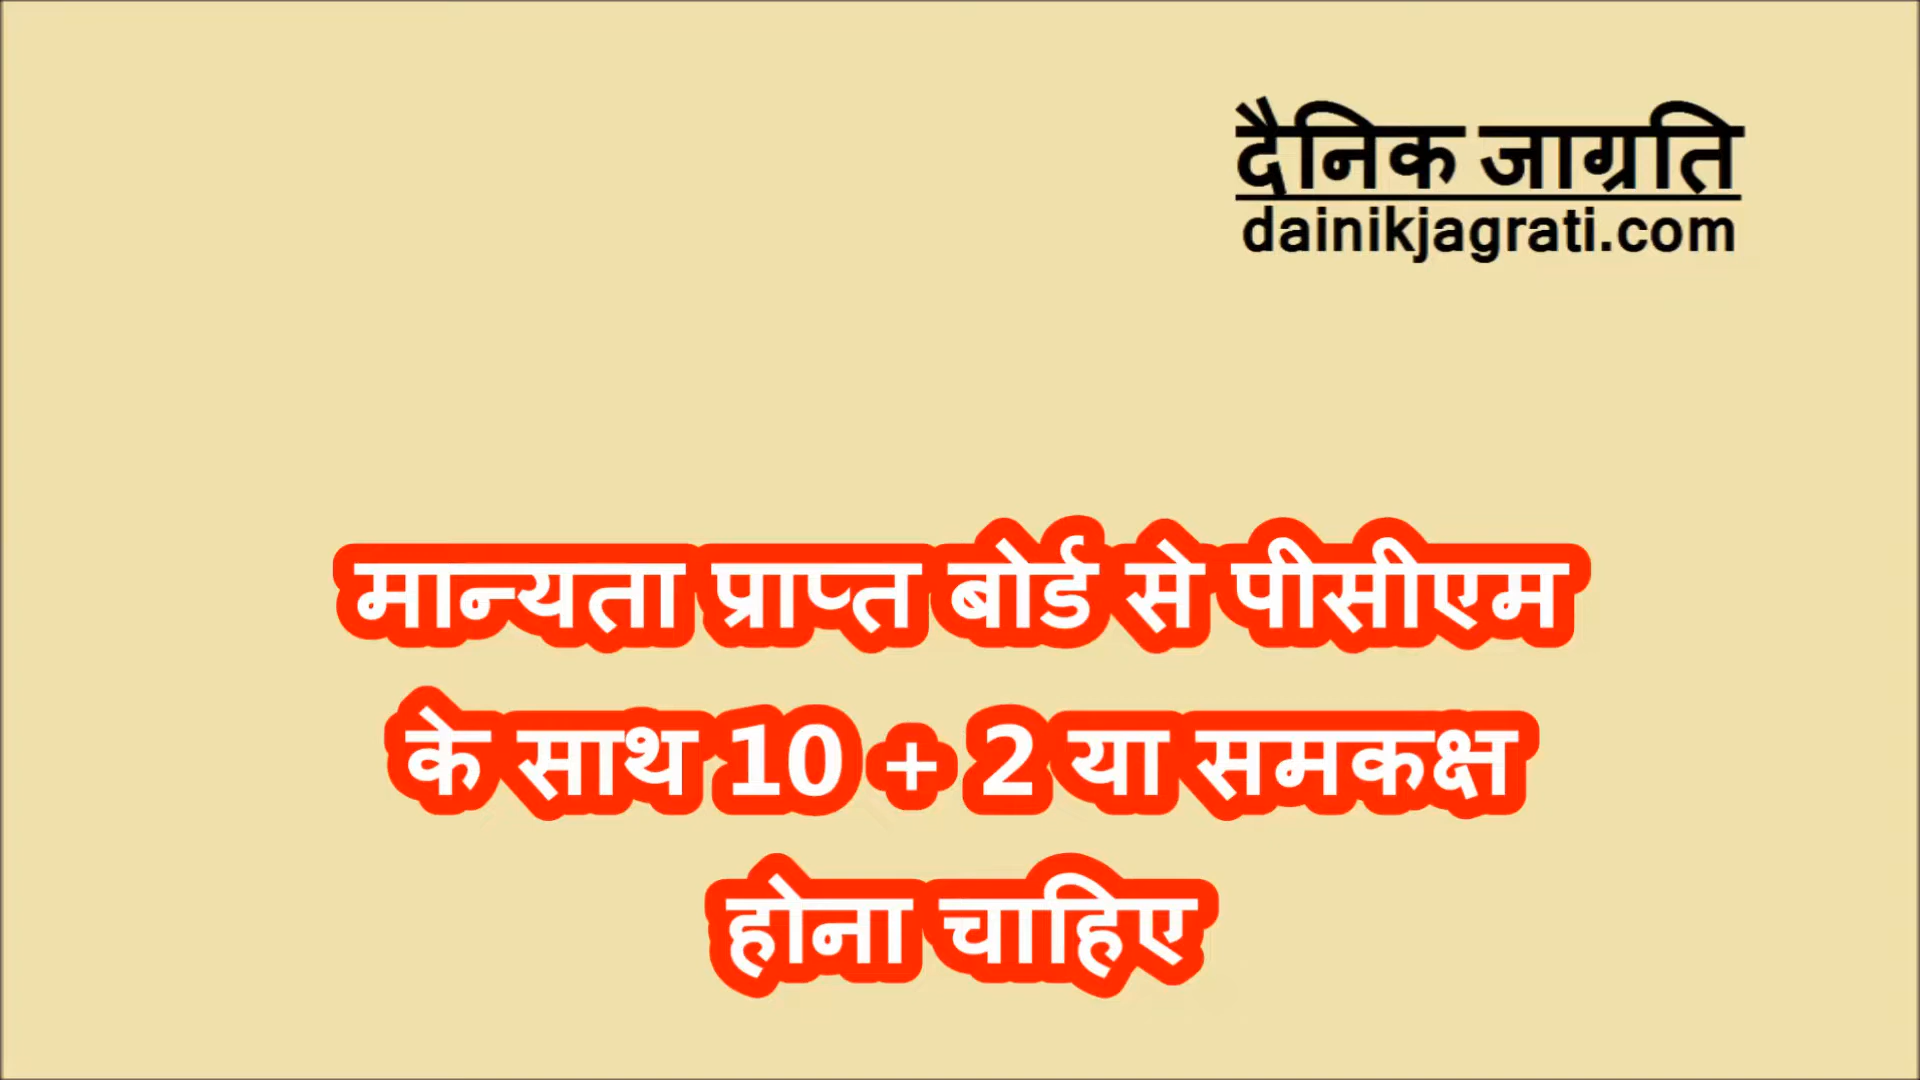 दैनिक जाग्रति
dainikjagrati.com
मान्यता प्राप्त बोर्ड से पीसीएम
के साथ 10 + 2 या समकक्ष
होना चाहिए